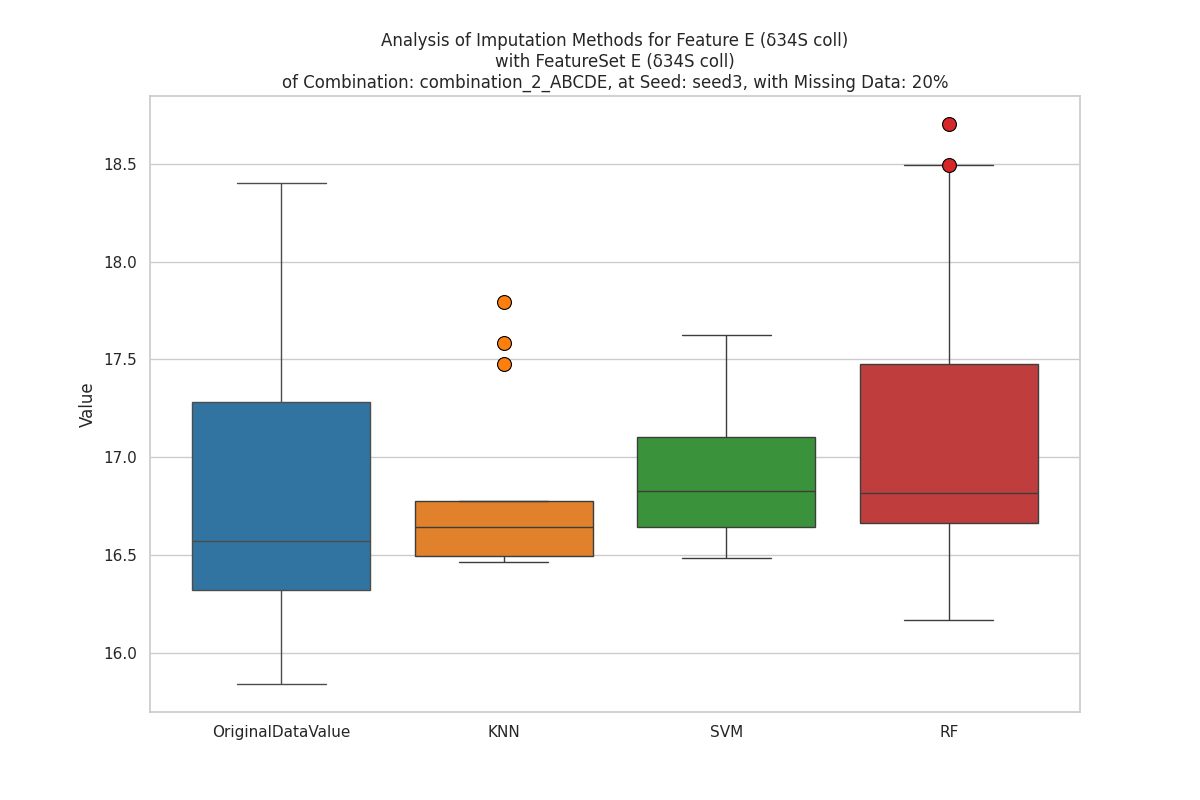 Analysis of Imputation Methods for Feature E (δ34S coll)
with FeatureSet E (δ34S coll)
of Combination: combination_2_ABCDE, at Seed: seed3, with Missing Data: 20%
18.5
18.0
17.5
17.0
16.5
16.0
Value
OriginalDataValue
KNN
SVM
RF